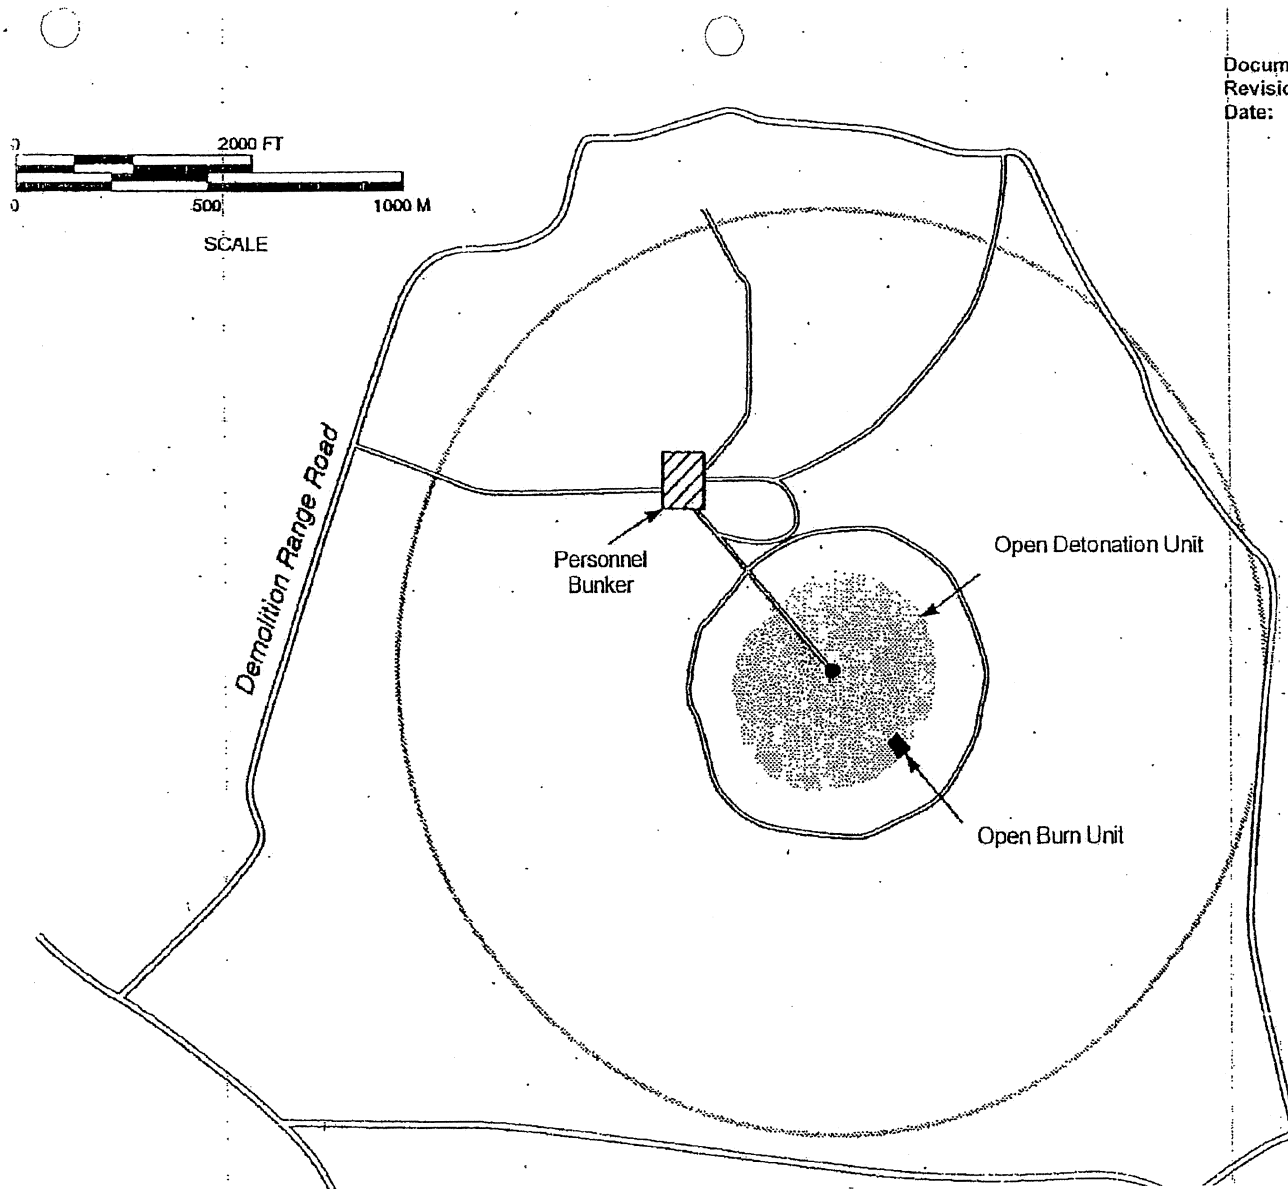 Docum
Revisio
Date:
0 2000 FT
0 500 1000 M
SCALE
Demolition Range Road
Personnel
Bunker
Open Detonation Unit
Open Burn Unit